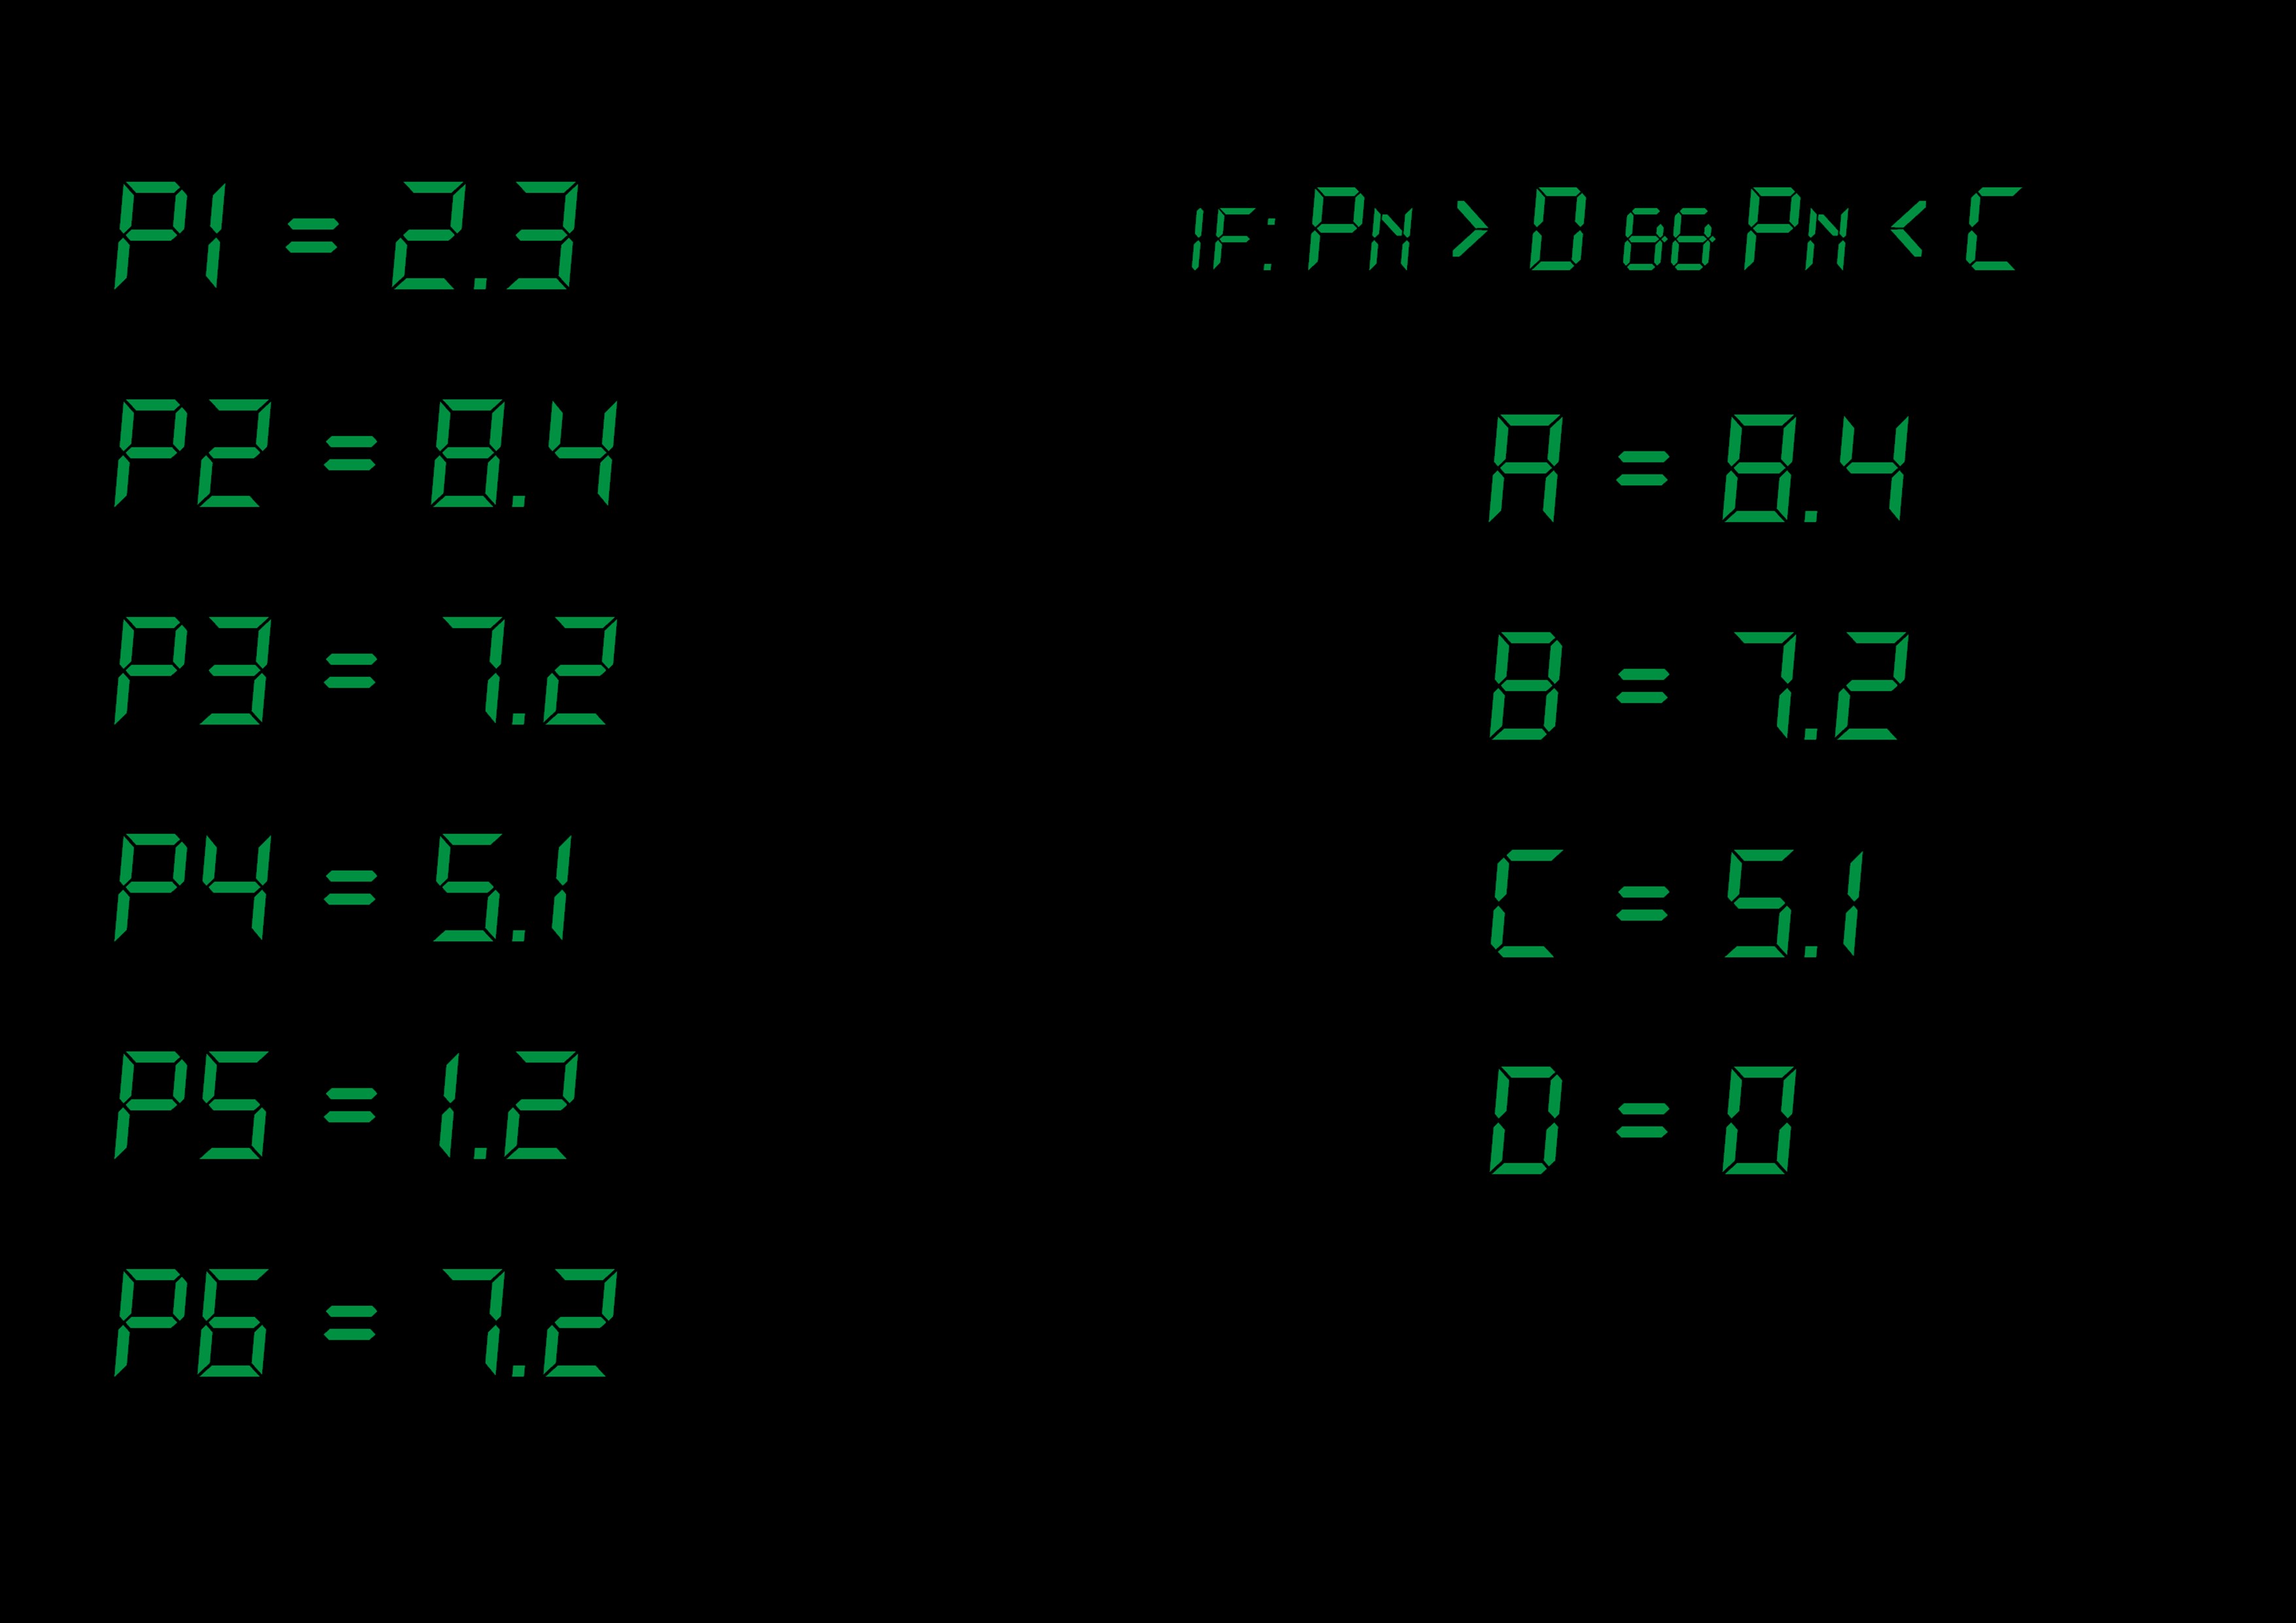 P1 = 2.3
P2 = 8.4
P3 = 7.2
P4 = 5.1
P5 = 1.2
P6 = 7.2
IF: PN > D && PN < C
A = 8.4
B = 7.2
C = 5.1
D = 0